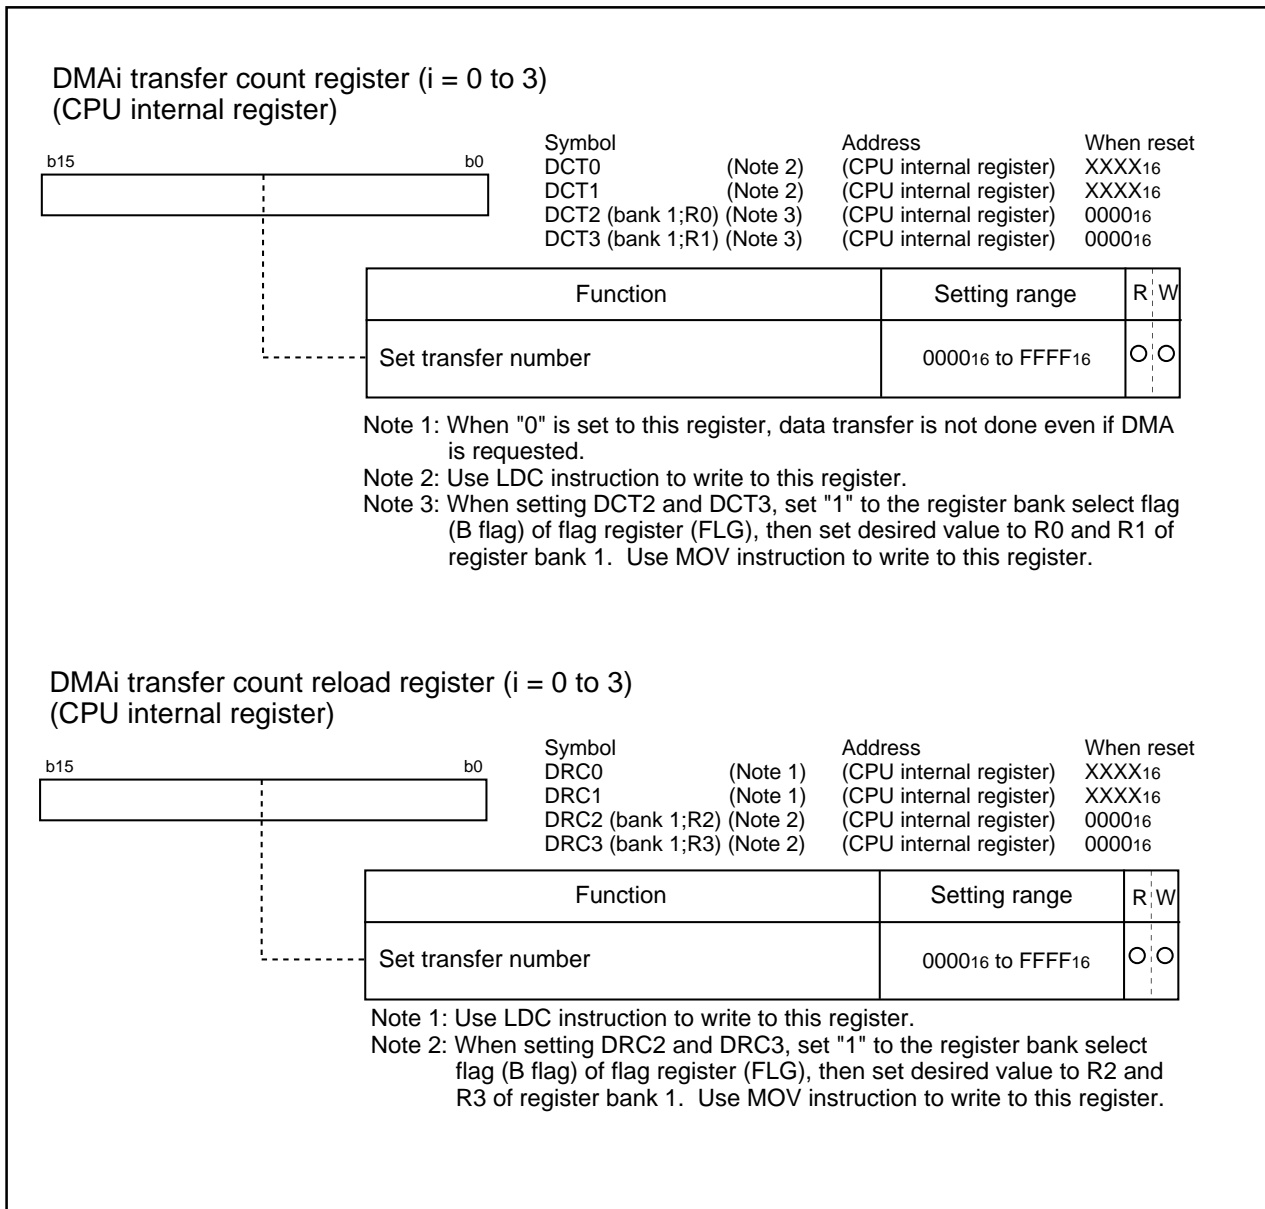 DMAi transfer count register (i = 0 to 3)
(CPU internal register)
b15 b0
Symbol Address When reset
DCT0 (Note 2) (CPU internal register) XXXX16
DCT1 (Note 2) (CPU internal register) XXXX16
DCT2 (bank 1;R0) (Note 3) (CPU internal register) 000016
DCT3 (bank 1;R1) (Note 3) (CPU internal register) 000016
Function Setting range R W
Set transfer number 000016 to FFFF16 O O
Note 1: When "0" is set to this register, data transfer is not done even if DMA
is requested.
Note 2: Use LDC instruction to write to this register.
Note 3: When setting DCT2 and DCT3, set "1" to the register bank select flag
(B flag) of flag register (FLG), then set desired value to R0 and R1 of
register bank 1. Use MOV instruction to write to this register.
DMAi transfer count reload register (i = 0 to 3)
(CPU internal register)
b15 b0
Symbol Address When reset
DRC0 (Note 1) (CPU internal register) XXXX16
DRC1 (Note 1) (CPU internal register) XXXX16
DRC2 (bank 1;R2) (Note 2) (CPU internal register) 000016
DRC3 (bank 1;R3) (Note 2) (CPU internal register) 000016
Function Setting range R W
Set transfer number 000016 to FFFF16 O O
Note 1: Use LDC instruction to write to this register.
Note 2: When setting DRC2 and DRC3, set "1" to the register bank select
flag (B flag) of flag register (FLG), then set desired value to R2 and
R3 of register bank 1. Use MOV instruction to write to this register.